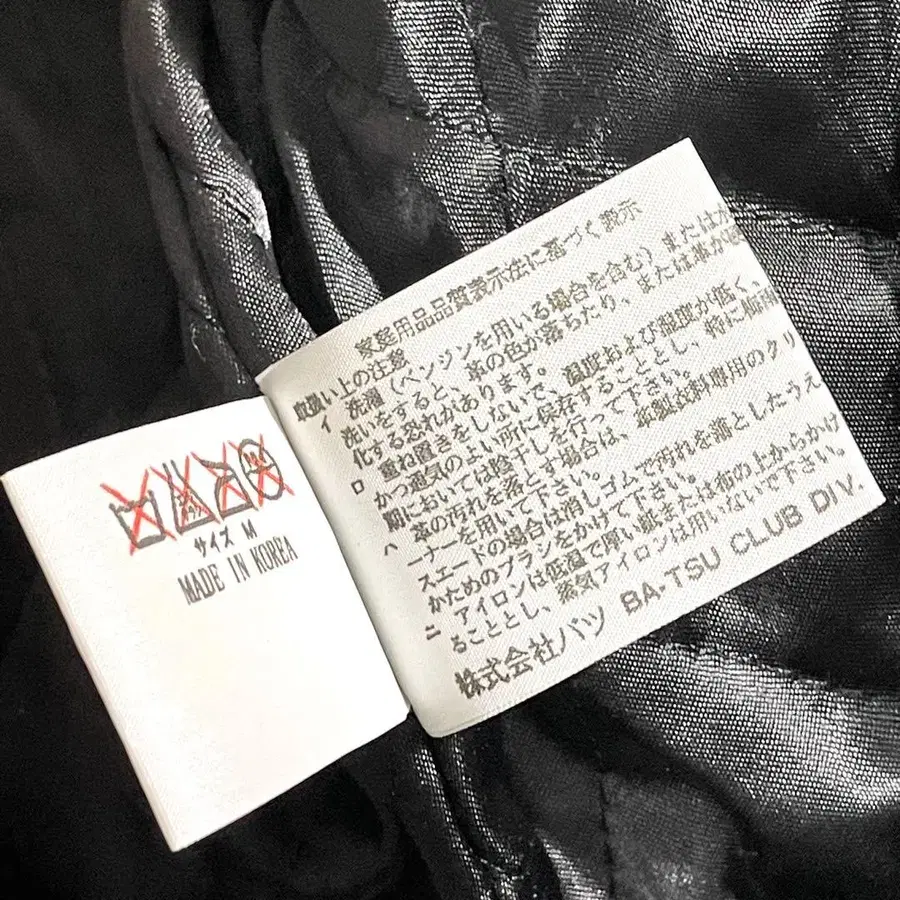 サイズ M
MADE IN KOREA
家庭用品品質表示法に基づく表示
取扱い上の注意
イ 洗濯(ベンジンを用いる場合を含む)またはか
洗いをすると、革の色が落ちたり、または革が
化する恐れがあります。
ロ 重ね置きをしないで、温度および湿度が低く、
かつ通気のよい所に保存することとし、特に梅雨
期においては陰干しを行って下さい。
ハ 革の汚れを落とす場合は、皮製衣料専用のクリ
ーナーを用いて下さい。
スエードの場合は消しゴムで汚れを落としたうえ
かためのブラシをかけて下さい。
ニ アイロンは低温で厚い紙または布の上からかけ
ることとし、蒸気アイロンは用いないで下さい。
株式会社バツ BA-TSU CLUB DIV.